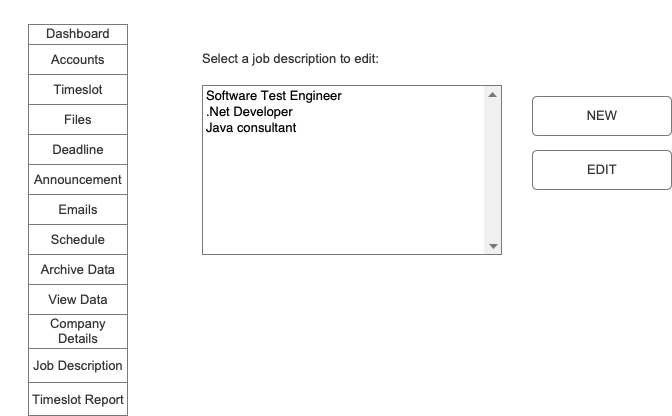 Dashboard
Accounts
Timeslot
Files
Deadline
Announcement
Emails
Schedule
Archive Data
View Data
Company
Details
Job Description
Timeslot Report
Select a job description to edit:
Software Test Engineer
.Net Developer
Java consultant
NEW
EDIT